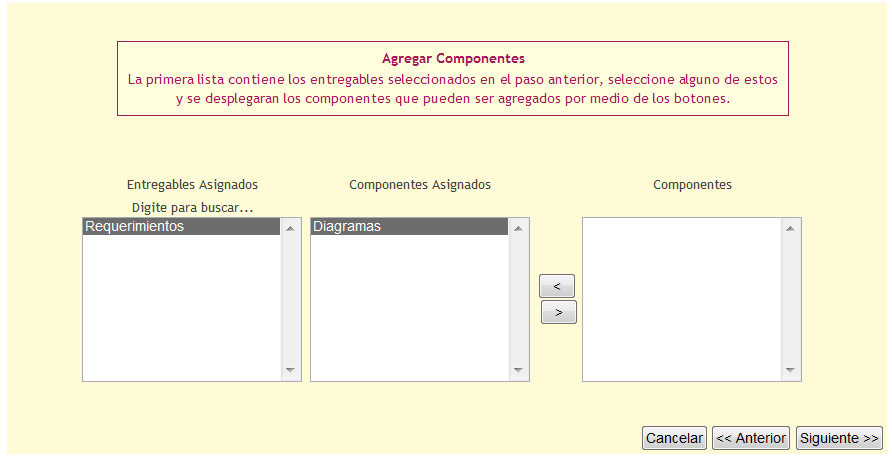 Agregar Componentes
La primera lista contiene los entregables seleccionados en el paso anterior, seleccione alguno de estos
y se desplegaran los componentes que pueden ser agregados por medio de los botones.
Entregables Asignados
Componentes Asignados
Componentes
Digite para buscar...
Requerimientos
Diagramas
<
>
Cancelar
<< Anterior
Siguiente >>